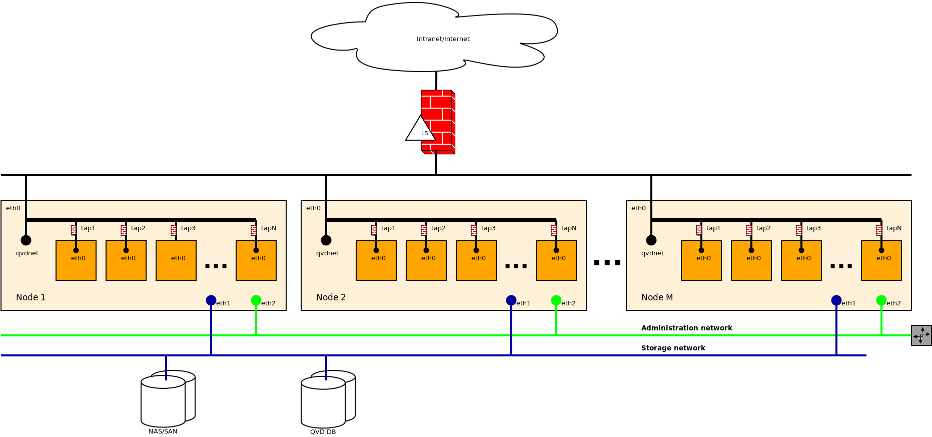 Intranet/Internet
LB
eth0
tap1
tap2
tap3
tapN
qvdnet
eth0
eth0
eth0
eth0
Node 1
eth1
eth2
eth0
tap1
tap2
tap3
tapN
qvdnet
eth0
eth0
eth0
eth0
Node 2
eth1
eth2
eth0
tap1
tap2
tap3
tapN
qvdnet
eth0
eth0
eth0
eth0
Node M
eth1
eth2
Administration network
Storage network
NAS/SAN
QVD DB